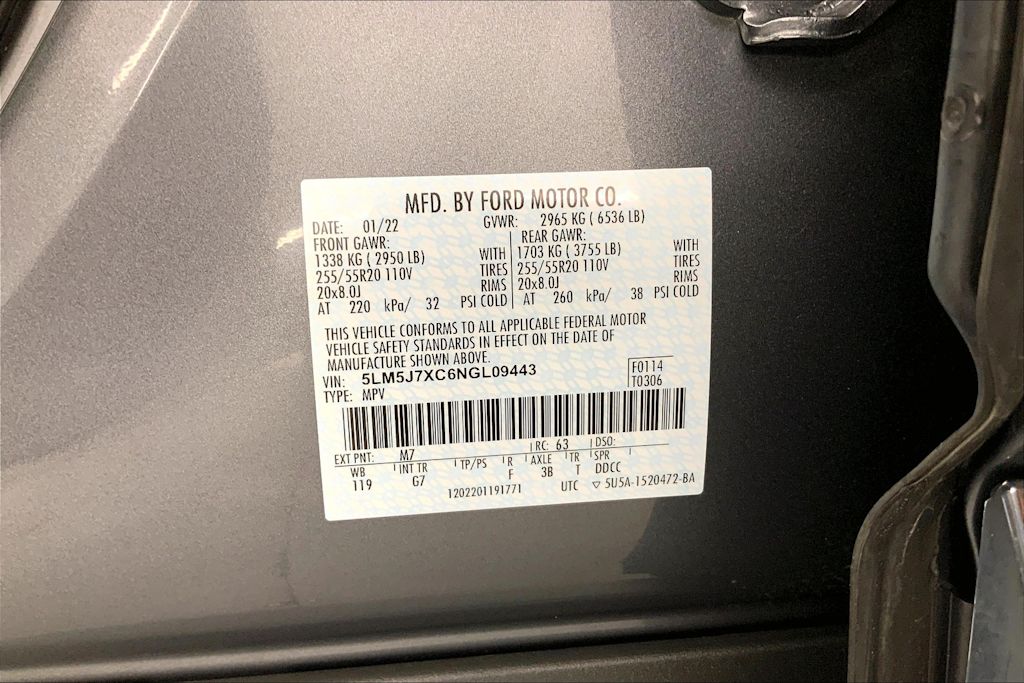 MFD. BY FORD MOTOR CO.
DATE: 01/22 GVWR: 2965 KG ( 6536 LB)
FRONT GAWR: REAR GAWR:
1338 KG ( 2950 LB) WITH 1703 KG ( 3755 LB) WITH
255/55R20 110V TIRES 255/55R20 110V TIRES
20x8.0J RIMS 20x8.0J RIMS
AT 220 kPa/ 32 PSI COLD AT 260 kPa/ 38 PSI COLD
THIS VEHICLE CONFORMS TO ALL APPLICABLE FEDERAL MOTOR
VEHICLE SAFETY STANDARDS IN EFFECT ON THE DATE OF
MANUFACTURE SHOWN ABOVE.
VIN: 5LM5J7XC6NGL09443 F0114
TYPE: MPV T0306
EXT PNT: M7 RC: 63 DSO:
WB INT TR TP/PS R AXLE TR SPR
119 G7 F 3B T DDCC
1202201191771 UTC ▽ 5U5A-1520472-BA